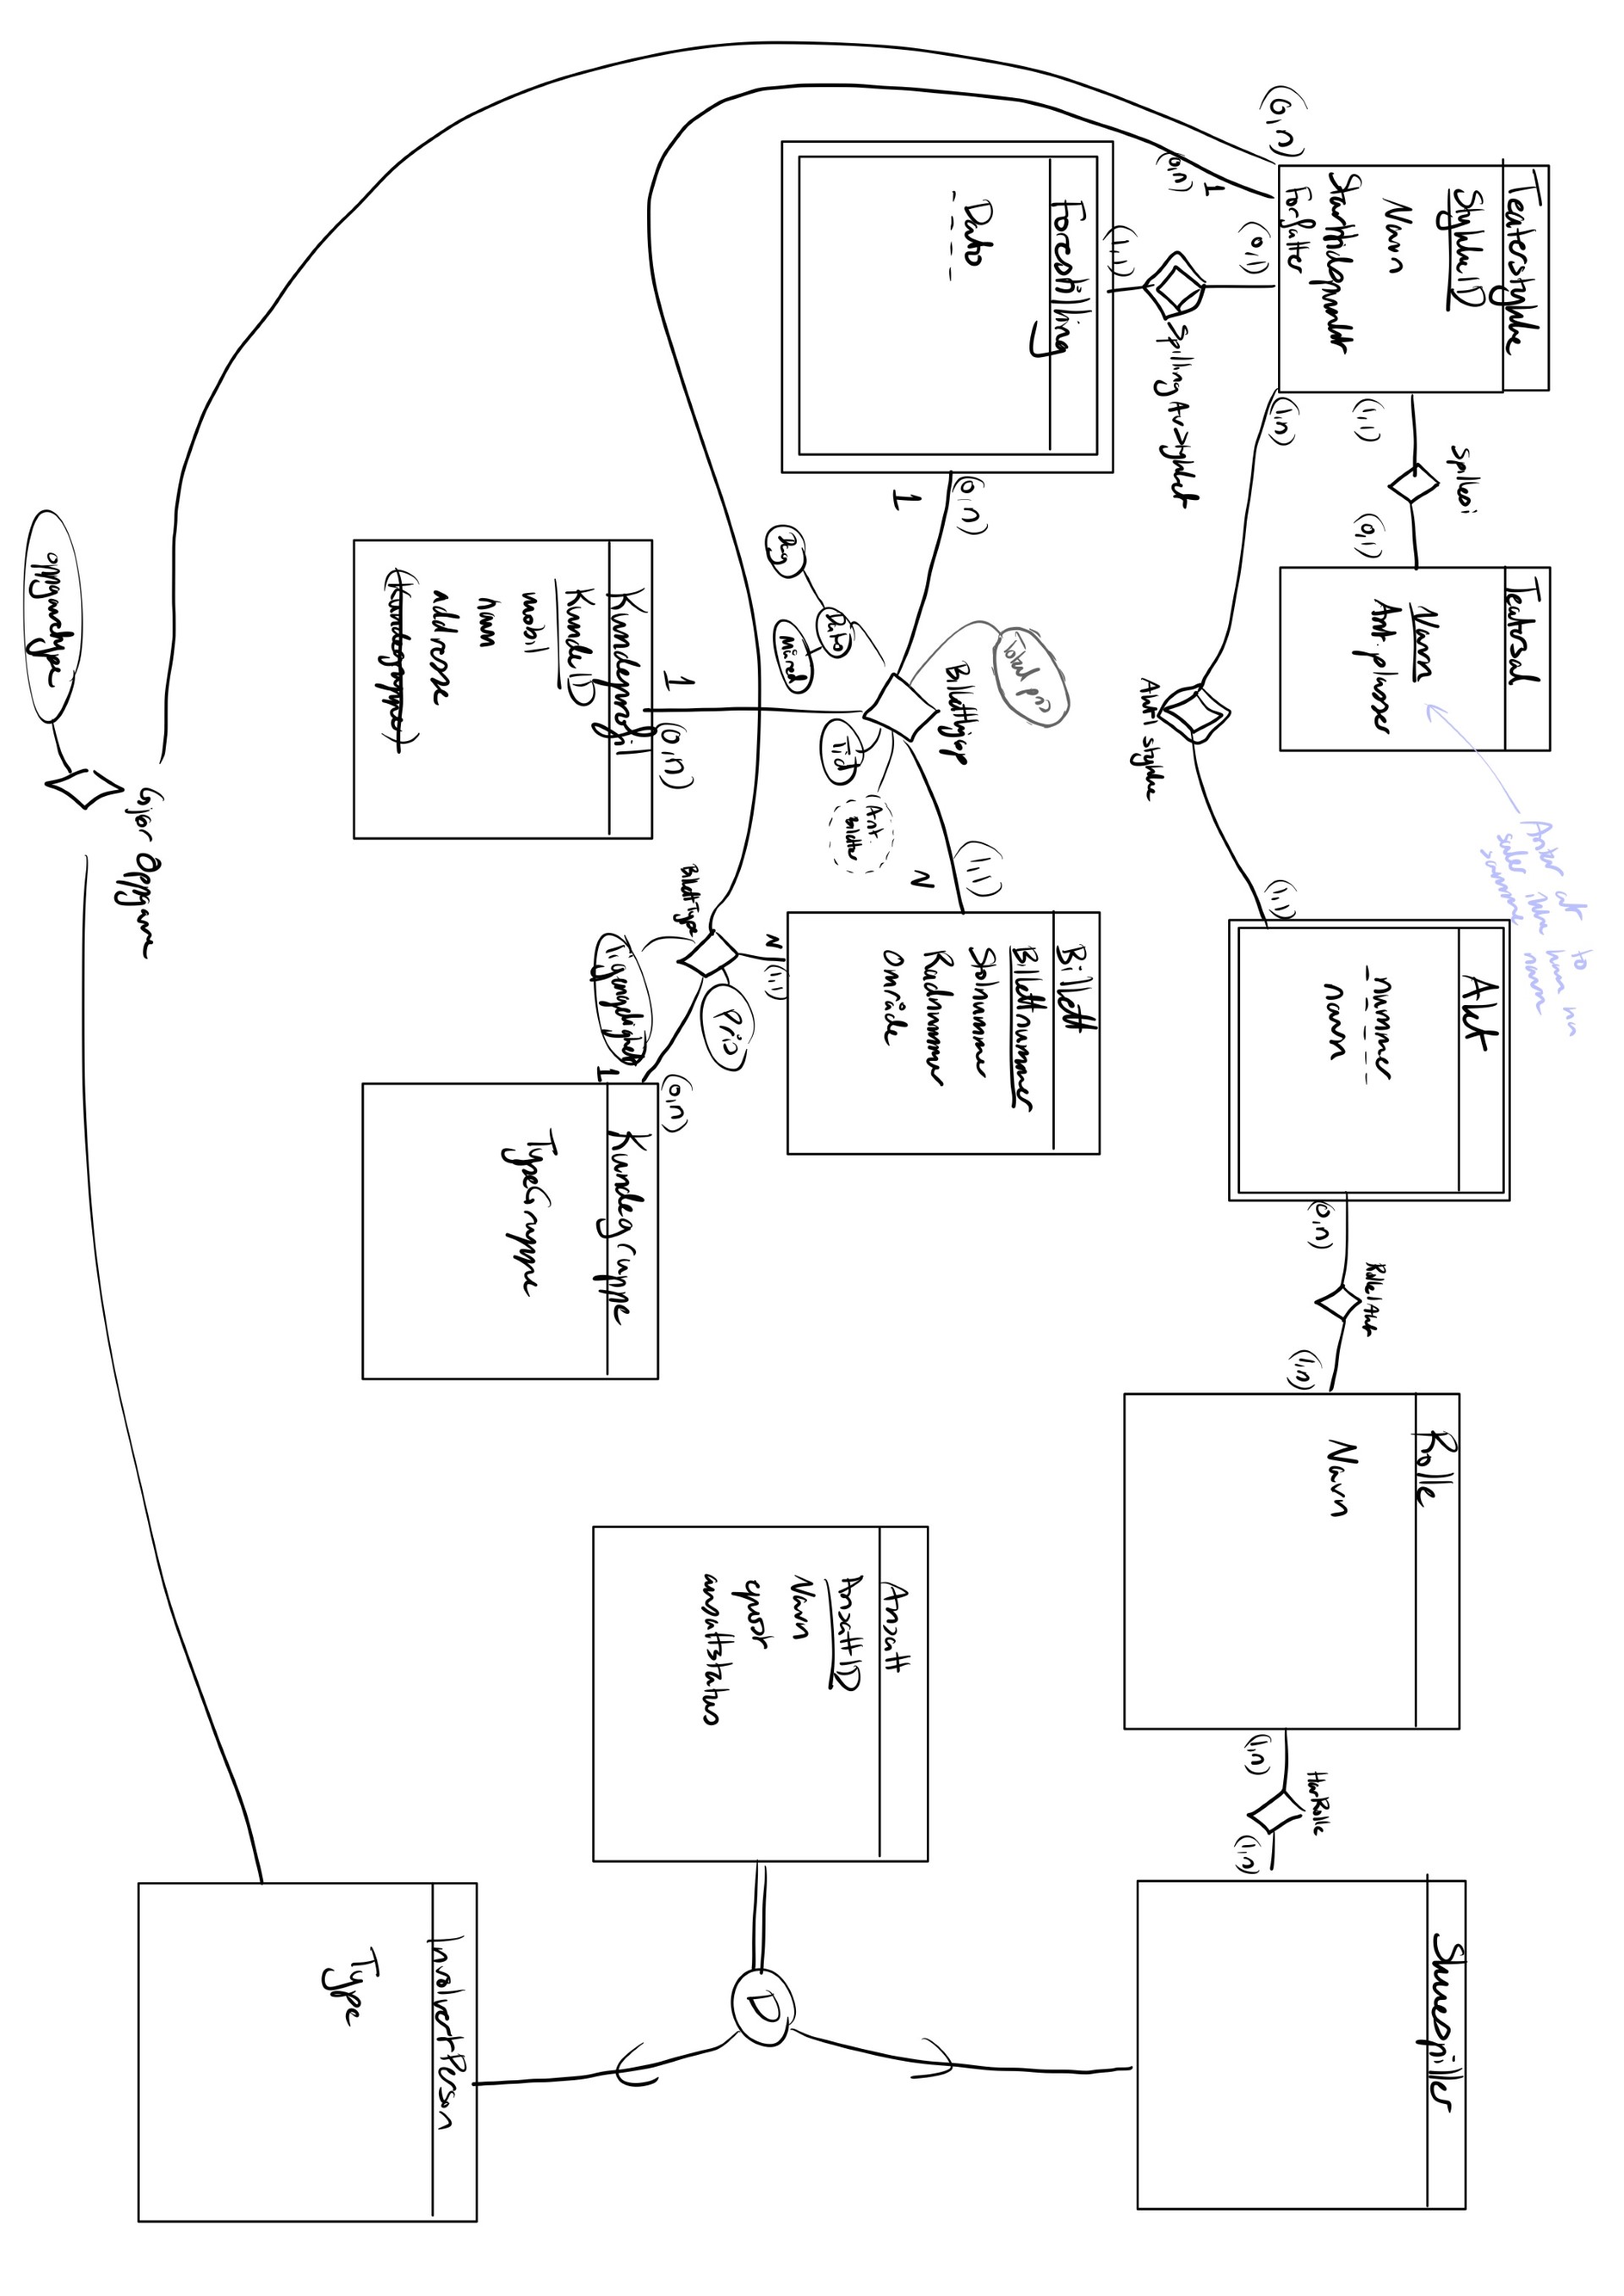 Teaterstykke
StykkeID
Navn
Starttidspunkt
Forfatter
spillesi
(1,1)
(0,1)
Teatersal
Navn
Ant. plasser
Antar at to
saler ikke kan ha
samme navn
Akt
nummer
navn
RolleIAkt
(0,n)
(1,n)
Rolle
Navn
HarRolle
(1,n)
(1,n)
Skuespiller
(0,n)
(0,1)
(1,n)
(1,1)
1
(0,n)
SpillingAvStykket
AktI stykke
(1,1)
Forestilling
Dato
(0,n)
1
Total pris
Billettkjøp
(1,1)
N
Dato
Tid
Ant.
Billetter
Dag
Måned
Billett
Billettnummer
Stolnummer
Radnummer
Område
N
(1,1)
Pris
BillettType
Tilgjengelighet
(0,n)
1
1
(0,n)
Kundeprofil
KundeID
mobil
navn
addresse
(Kundegruppe)
Kundegruppe
TypeGruppe
Ansatt
AnsattID
Navn
epost
ansattstatus
D
InvolvertPerson
Type
Gjør Oppgave
oppgavetype